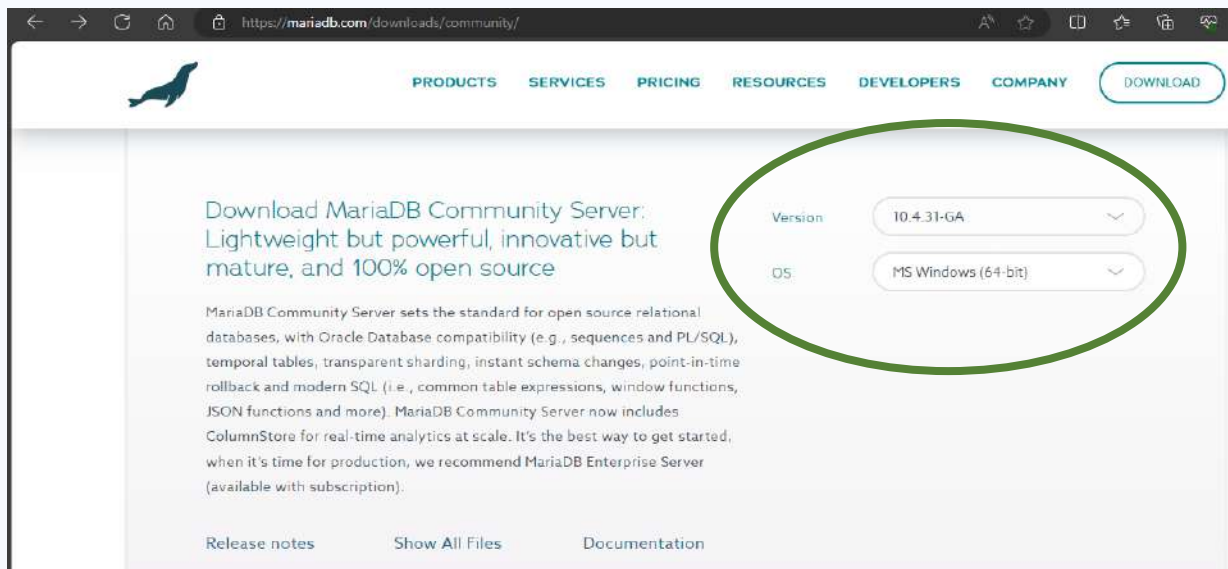 https://mariadb.com/downloads/community/
PRODUCTS SERVICES PRICING RESOURCES DEVELOPERS COMPANY DOWNLOAD
Download MariaDB Community Server:
Lightweight but powerful, innovative but
mature, and 100% open source
Version 10.4.31-GA
OS MS Windows (64-bit)
MariaDB Community Server sets the standard for open source relational
databases, with Oracle Database compatibility (e.g., sequences and PL/SQL),
temporal tables, transparent sharding, instant schema changes, point-in-time
rollback and modern SQL (i.e., common table expressions, window functions,
JSON functions and more). MariaDB Community Server now includes
ColumnStore for real-time analytics at scale. It's the best way to get started,
when it's time for production, we recommend MariaDB Enterprise Server
(available with subscription).
Release notes Show All Files Documentation